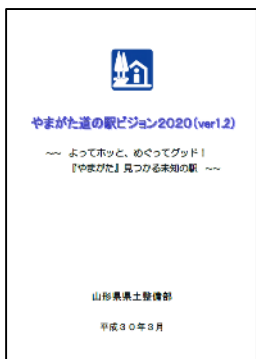 やまがた道の駅ビジョン2020(ver1.2)
~~ よってホッと、めぐってグッド！
『やまがた』見つかる未知の駅 ~~
山形県県土整備部
平成３０年３月